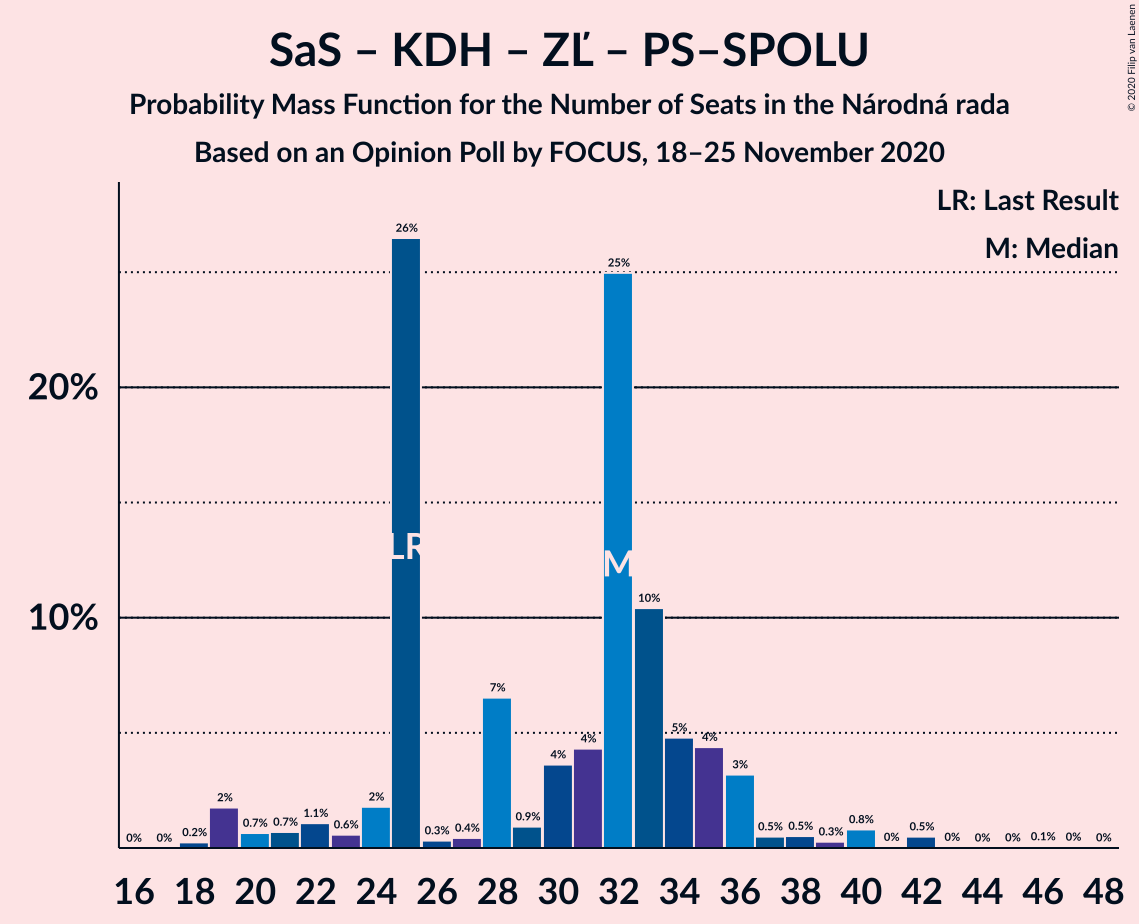 SaS – KDH – ZĽ – PS–SPOLU
Probability Mass Function for the Number of Seats in the Národná rada
Based on an Opinion Poll by FOCUS, 18–25 November 2020
© 2020 Filip van Laenen
LR: Last Result
M: Median
20%
10%
0% 0% 0.2% 2% 0.7% 0.7% 1.1% 0.6% 2% 26% 0.3% 0.4% 7% 0.9% 4% 4% 25% 10% 5% 4% 3% 0.5% 0.5% 0.3% 0.8% 0% 0.5% 0% 0% 0% 0.1% 0% 0%
LR
M
16 18 20 22 24 26 28 30 32 34 36 38 40 42 44 46 48